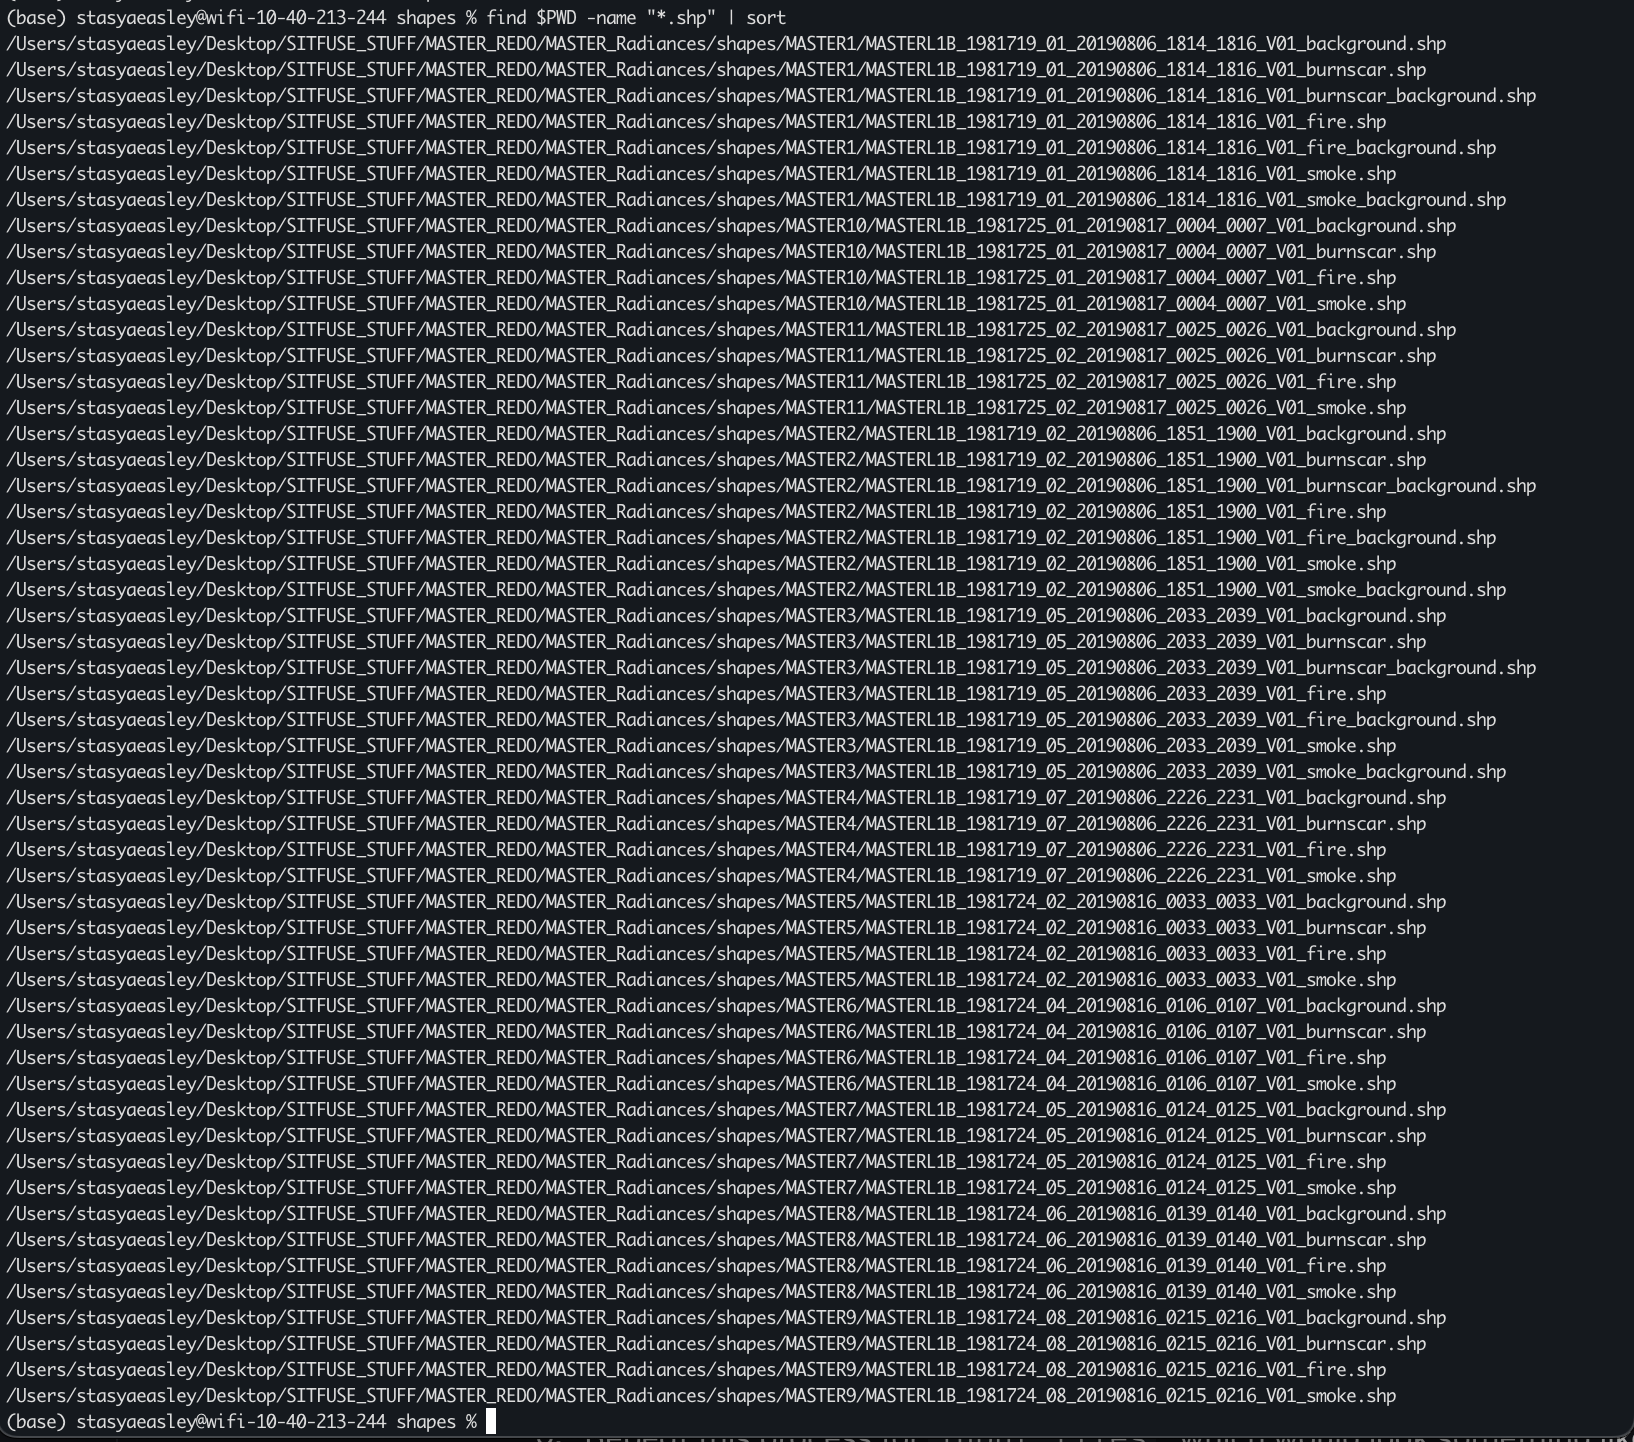 (base) stasyaeasley@wifi-10-40-213-244 shapes % find $PWD -name "*.shp" | sort
/Users/stasyaeasley/Desktop/SITFUSE_STUFF/MASTER_REDO/MASTER_Radiances/shapes/MASTER1/MASTERL1B_1981719_01_20190806_1814_1816_V01_background.shp
/Users/stasyaeasley/Desktop/SITFUSE_STUFF/MASTER_REDO/MASTER_Radiances/shapes/MASTER1/MASTERL1B_1981719_01_20190806_1814_1816_V01_burnscar.shp
/Users/stasyaeasley/Desktop/SITFUSE_STUFF/MASTER_REDO/MASTER_Radiances/shapes/MASTER1/MASTERL1B_1981719_01_20190806_1814_1816_V01_burnscar_background.shp
/Users/stasyaeasley/Desktop/SITFUSE_STUFF/MASTER_REDO/MASTER_Radiances/shapes/MASTER1/MASTERL1B_1981719_01_20190806_1814_1816_V01_fire.shp
/Users/stasyaeasley/Desktop/SITFUSE_STUFF/MASTER_REDO/MASTER_Radiances/shapes/MASTER1/MASTERL1B_1981719_01_20190806_1814_1816_V01_fire_background.shp
/Users/stasyaeasley/Desktop/SITFUSE_STUFF/MASTER_REDO/MASTER_Radiances/shapes/MASTER1/MASTERL1B_1981719_01_20190806_1814_1816_V01_smoke.shp
/Users/stasyaeasley/Desktop/SITFUSE_STUFF/MASTER_REDO/MASTER_Radiances/shapes/MASTER1/MASTERL1B_1981719_01_20190806_1814_1816_V01_smoke_background.shp
/Users/stasyaeasley/Desktop/SITFUSE_STUFF/MASTER_REDO/MASTER_Radiances/shapes/MASTER10/MASTERL1B_1981725_01_20190817_0004_0007_V01_background.shp
/Users/stasyaeasley/Desktop/SITFUSE_STUFF/MASTER_REDO/MASTER_Radiances/shapes/MASTER10/MASTERL1B_1981725_01_20190817_0004_0007_V01_burnscar.shp
/Users/stasyaeasley/Desktop/SITFUSE_STUFF/MASTER_REDO/MASTER_Radiances/shapes/MASTER10/MASTERL1B_1981725_01_20190817_0004_0007_V01_fire.shp
/Users/stasyaeasley/Desktop/SITFUSE_STUFF/MASTER_REDO/MASTER_Radiances/shapes/MASTER10/MASTERL1B_1981725_01_20190817_0004_0007_V01_smoke.shp
/Users/stasyaeasley/Desktop/SITFUSE_STUFF/MASTER_REDO/MASTER_Radiances/shapes/MASTER11/MASTERL1B_1981725_02_20190817_0025_0026_V01_background.shp
/Users/stasyaeasley/Desktop/SITFUSE_STUFF/MASTER_REDO/MASTER_Radiances/shapes/MASTER11/MASTERL1B_1981725_02_20190817_0025_0026_V01_burnscar.shp
/Users/stasyaeasley/Desktop/SITFUSE_STUFF/MASTER_REDO/MASTER_Radiances/shapes/MASTER11/MASTERL1B_1981725_02_20190817_0025_0026_V01_fire.shp
/Users/stasyaeasley/Desktop/SITFUSE_STUFF/MASTER_REDO/MASTER_Radiances/shapes/MASTER11/MASTERL1B_1981725_02_20190817_0025_0026_V01_smoke.shp
/Users/stasyaeasley/Desktop/SITFUSE_STUFF/MASTER_REDO/MASTER_Radiances/shapes/MASTER2/MASTERL1B_1981719_02_20190806_1851_1900_V01_background.shp
/Users/stasyaeasley/Desktop/SITFUSE_STUFF/MASTER_REDO/MASTER_Radiances/shapes/MASTER2/MASTERL1B_1981719_02_20190806_1851_1900_V01_burnscar.shp
/Users/stasyaeasley/Desktop/SITFUSE_STUFF/MASTER_REDO/MASTER_Radiances/shapes/MASTER2/MASTERL1B_1981719_02_20190806_1851_1900_V01_burnscar_background.shp
/Users/stasyaeasley/Desktop/SITFUSE_STUFF/MASTER_REDO/MASTER_Radiances/shapes/MASTER2/MASTERL1B_1981719_02_20190806_1851_1900_V01_fire.shp
/Users/stasyaeasley/Desktop/SITFUSE_STUFF/MASTER_REDO/MASTER_Radiances/shapes/MASTER2/MASTERL1B_1981719_02_20190806_1851_1900_V01_fire_background.shp
/Users/stasyaeasley/Desktop/SITFUSE_STUFF/MASTER_REDO/MASTER_Radiances/shapes/MASTER2/MASTERL1B_1981719_02_20190806_1851_1900_V01_smoke.shp
/Users/stasyaeasley/Desktop/SITFUSE_STUFF/MASTER_REDO/MASTER_Radiances/shapes/MASTER2/MASTERL1B_1981719_02_20190806_1851_1900_V01_smoke_background.shp
/Users/stasyaeasley/Desktop/SITFUSE_STUFF/MASTER_REDO/MASTER_Radiances/shapes/MASTER3/MASTERL1B_1981719_05_20190806_2033_2039_V01_background.shp
/Users/stasyaeasley/Desktop/SITFUSE_STUFF/MASTER_REDO/MASTER_Radiances/shapes/MASTER3/MASTERL1B_1981719_05_20190806_2033_2039_V01_burnscar.shp
/Users/stasyaeasley/Desktop/SITFUSE_STUFF/MASTER_REDO/MASTER_Radiances/shapes/MASTER3/MASTERL1B_1981719_05_20190806_2033_2039_V01_burnscar_background.shp
/Users/stasyaeasley/Desktop/SITFUSE_STUFF/MASTER_REDO/MASTER_Radiances/shapes/MASTER3/MASTERL1B_1981719_05_20190806_2033_2039_V01_fire.shp
/Users/stasyaeasley/Desktop/SITFUSE_STUFF/MASTER_REDO/MASTER_Radiances/shapes/MASTER3/MASTERL1B_1981719_05_20190806_2033_2039_V01_fire_background.shp
/Users/stasyaeasley/Desktop/SITFUSE_STUFF/MASTER_REDO/MASTER_Radiances/shapes/MASTER3/MASTERL1B_1981719_05_20190806_2033_2039_V01_smoke.shp
/Users/stasyaeasley/Desktop/SITFUSE_STUFF/MASTER_REDO/MASTER_Radiances/shapes/MASTER3/MASTERL1B_1981719_05_20190806_2033_2039_V01_smoke_background.shp
/Users/stasyaeasley/Desktop/SITFUSE_STUFF/MASTER_REDO/MASTER_Radiances/shapes/MASTER4/MASTERL1B_1981719_07_20190806_2226_2231_V01_background.shp
/Users/stasyaeasley/Desktop/SITFUSE_STUFF/MASTER_REDO/MASTER_Radiances/shapes/MASTER4/MASTERL1B_1981719_07_20190806_2226_2231_V01_burnscar.shp
/Users/stasyaeasley/Desktop/SITFUSE_STUFF/MASTER_REDO/MASTER_Radiances/shapes/MASTER4/MASTERL1B_1981719_07_20190806_2226_2231_V01_fire.shp
/Users/stasyaeasley/Desktop/SITFUSE_STUFF/MASTER_REDO/MASTER_Radiances/shapes/MASTER4/MASTERL1B_1981719_07_20190806_2226_2231_V01_smoke.shp
/Users/stasyaeasley/Desktop/SITFUSE_STUFF/MASTER_REDO/MASTER_Radiances/shapes/MASTER5/MASTERL1B_1981724_02_20190816_0033_0033_V01_background.shp
/Users/stasyaeasley/Desktop/SITFUSE_STUFF/MASTER_REDO/MASTER_Radiances/shapes/MASTER5/MASTERL1B_1981724_02_20190816_0033_0033_V01_burnscar.shp
/Users/stasyaeasley/Desktop/SITFUSE_STUFF/MASTER_REDO/MASTER_Radiances/shapes/MASTER5/MASTERL1B_1981724_02_20190816_0033_0033_V01_fire.shp
/Users/stasyaeasley/Desktop/SITFUSE_STUFF/MASTER_REDO/MASTER_Radiances/shapes/MASTER5/MASTERL1B_1981724_02_20190816_0033_0033_V01_smoke.shp
/Users/stasyaeasley/Desktop/SITFUSE_STUFF/MASTER_REDO/MASTER_Radiances/shapes/MASTER6/MASTERL1B_1981724_04_20190816_0106_0107_V01_background.shp
/Users/stasyaeasley/Desktop/SITFUSE_STUFF/MASTER_REDO/MASTER_Radiances/shapes/MASTER6/MASTERL1B_1981724_04_20190816_0106_0107_V01_burnscar.shp
/Users/stasyaeasley/Desktop/SITFUSE_STUFF/MASTER_REDO/MASTER_Radiances/shapes/MASTER6/MASTERL1B_1981724_04_20190816_0106_0107_V01_fire.shp
/Users/stasyaeasley/Desktop/SITFUSE_STUFF/MASTER_REDO/MASTER_Radiances/shapes/MASTER6/MASTERL1B_1981724_04_20190816_0106_0107_V01_smoke.shp
/Users/stasyaeasley/Desktop/SITFUSE_STUFF/MASTER_REDO/MASTER_Radiances/shapes/MASTER7/MASTERL1B_1981724_05_20190816_0124_0125_V01_background.shp
/Users/stasyaeasley/Desktop/SITFUSE_STUFF/MASTER_REDO/MASTER_Radiances/shapes/MASTER7/MASTERL1B_1981724_05_20190816_0124_0125_V01_burnscar.shp
/Users/stasyaeasley/Desktop/SITFUSE_STUFF/MASTER_REDO/MASTER_Radiances/shapes/MASTER7/MASTERL1B_1981724_05_20190816_0124_0125_V01_fire.shp
/Users/stasyaeasley/Desktop/SITFUSE_STUFF/MASTER_REDO/MASTER_Radiances/shapes/MASTER7/MASTERL1B_1981724_05_20190816_0124_0125_V01_smoke.shp
/Users/stasyaeasley/Desktop/SITFUSE_STUFF/MASTER_REDO/MASTER_Radiances/shapes/MASTER8/MASTERL1B_1981724_06_20190816_0139_0140_V01_background.shp
/Users/stasyaeasley/Desktop/SITFUSE_STUFF/MASTER_REDO/MASTER_Radiances/shapes/MASTER8/MASTERL1B_1981724_06_20190816_0139_0140_V01_burnscar.shp
/Users/stasyaeasley/Desktop/SITFUSE_STUFF/MASTER_REDO/MASTER_Radiances/shapes/MASTER8/MASTERL1B_1981724_06_20190816_0139_0140_V01_fire.shp
/Users/stasyaeasley/Desktop/SITFUSE_STUFF/MASTER_REDO/MASTER_Radiances/shapes/MASTER8/MASTERL1B_1981724_06_20190816_0139_0140_V01_smoke.shp
/Users/stasyaeasley/Desktop/SITFUSE_STUFF/MASTER_REDO/MASTER_Radiances/shapes/MASTER9/MASTERL1B_1981724_08_20190816_0215_0216_V01_background.shp
/Users/stasyaeasley/Desktop/SITFUSE_STUFF/MASTER_REDO/MASTER_Radiances/shapes/MASTER9/MASTERL1B_1981724_08_20190816_0215_0216_V01_burnscar.shp
/Users/stasyaeasley/Desktop/SITFUSE_STUFF/MASTER_REDO/MASTER_Radiances/shapes/MASTER9/MASTERL1B_1981724_08_20190816_0215_0216_V01_fire.shp
/Users/stasyaeasley/Desktop/SITFUSE_STUFF/MASTER_REDO/MASTER_Radiances/shapes/MASTER9/MASTERL1B_1981724_08_20190816_0215_0216_V01_smoke.shp
(base) stasyaeasley@wifi-10-40-213-244 shapes %